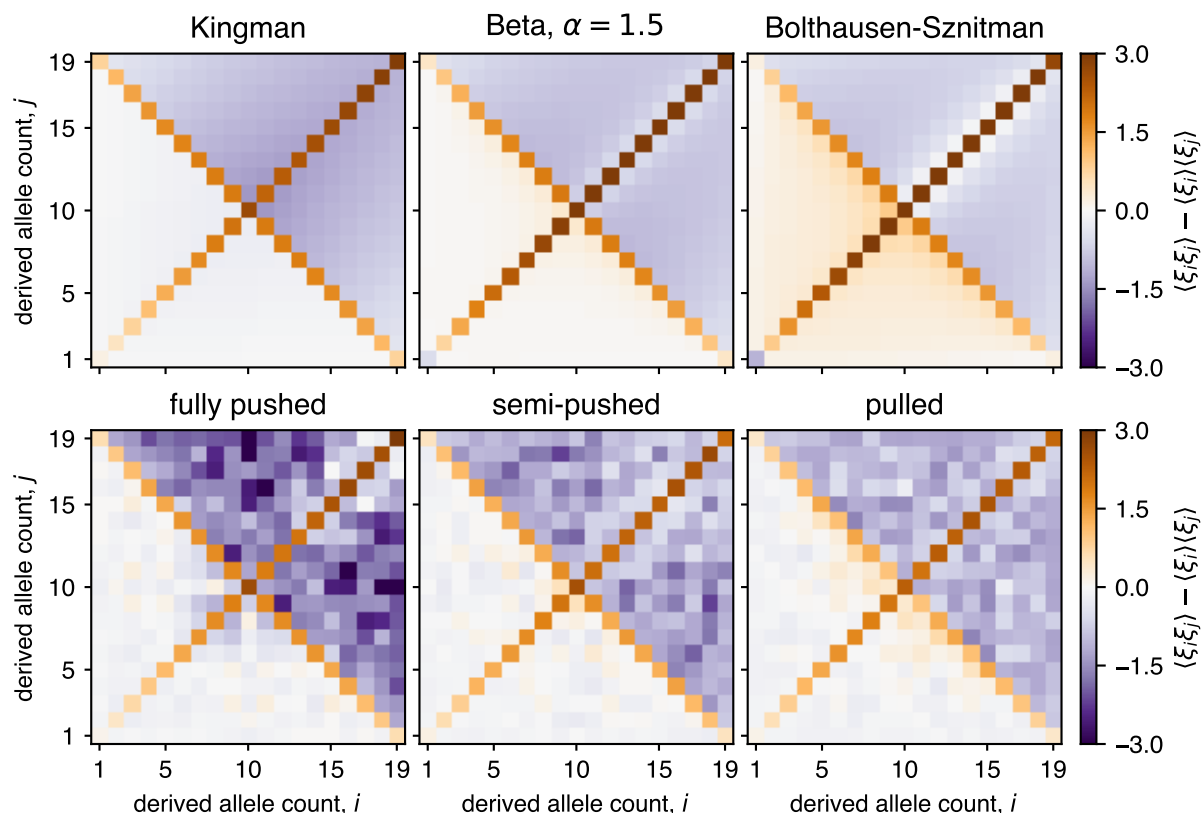 Kingman
Beta, α = 1.5
Bolthausen-Sznitman
derived allele count, j
19
15
10
5
1
3.0
1.5
0.0
−1.5
−3.0
⟨ξiξj⟩ − ⟨ξi⟩⟨ξj⟩
fully pushed
semi-pushed
pulled
derived allele count, j
19
15
10
5
1
3.0
1.5
0.0
−1.5
−3.0
⟨ξiξj⟩ − ⟨ξi⟩⟨ξj⟩
1 5 10 15 19
1 5 10 15 19
1 5 10 15 19
derived allele count, i
derived allele count, i
derived allele count, i